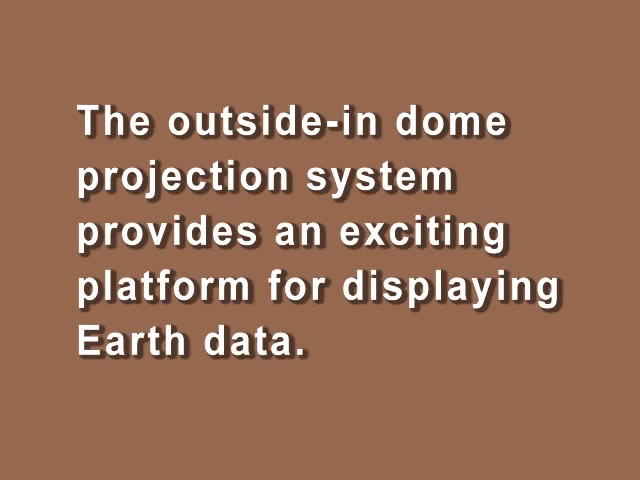 The outside-in dome
projection system
provides an exciting
platform for displaying
Earth data.